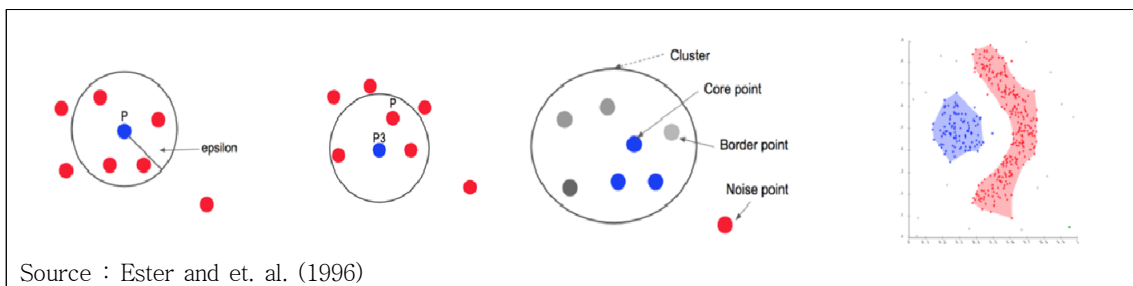 P
epsilon
P
P3
Cluster
Core point
Border point
Noise point
Source : Ester and et. al. (1996)